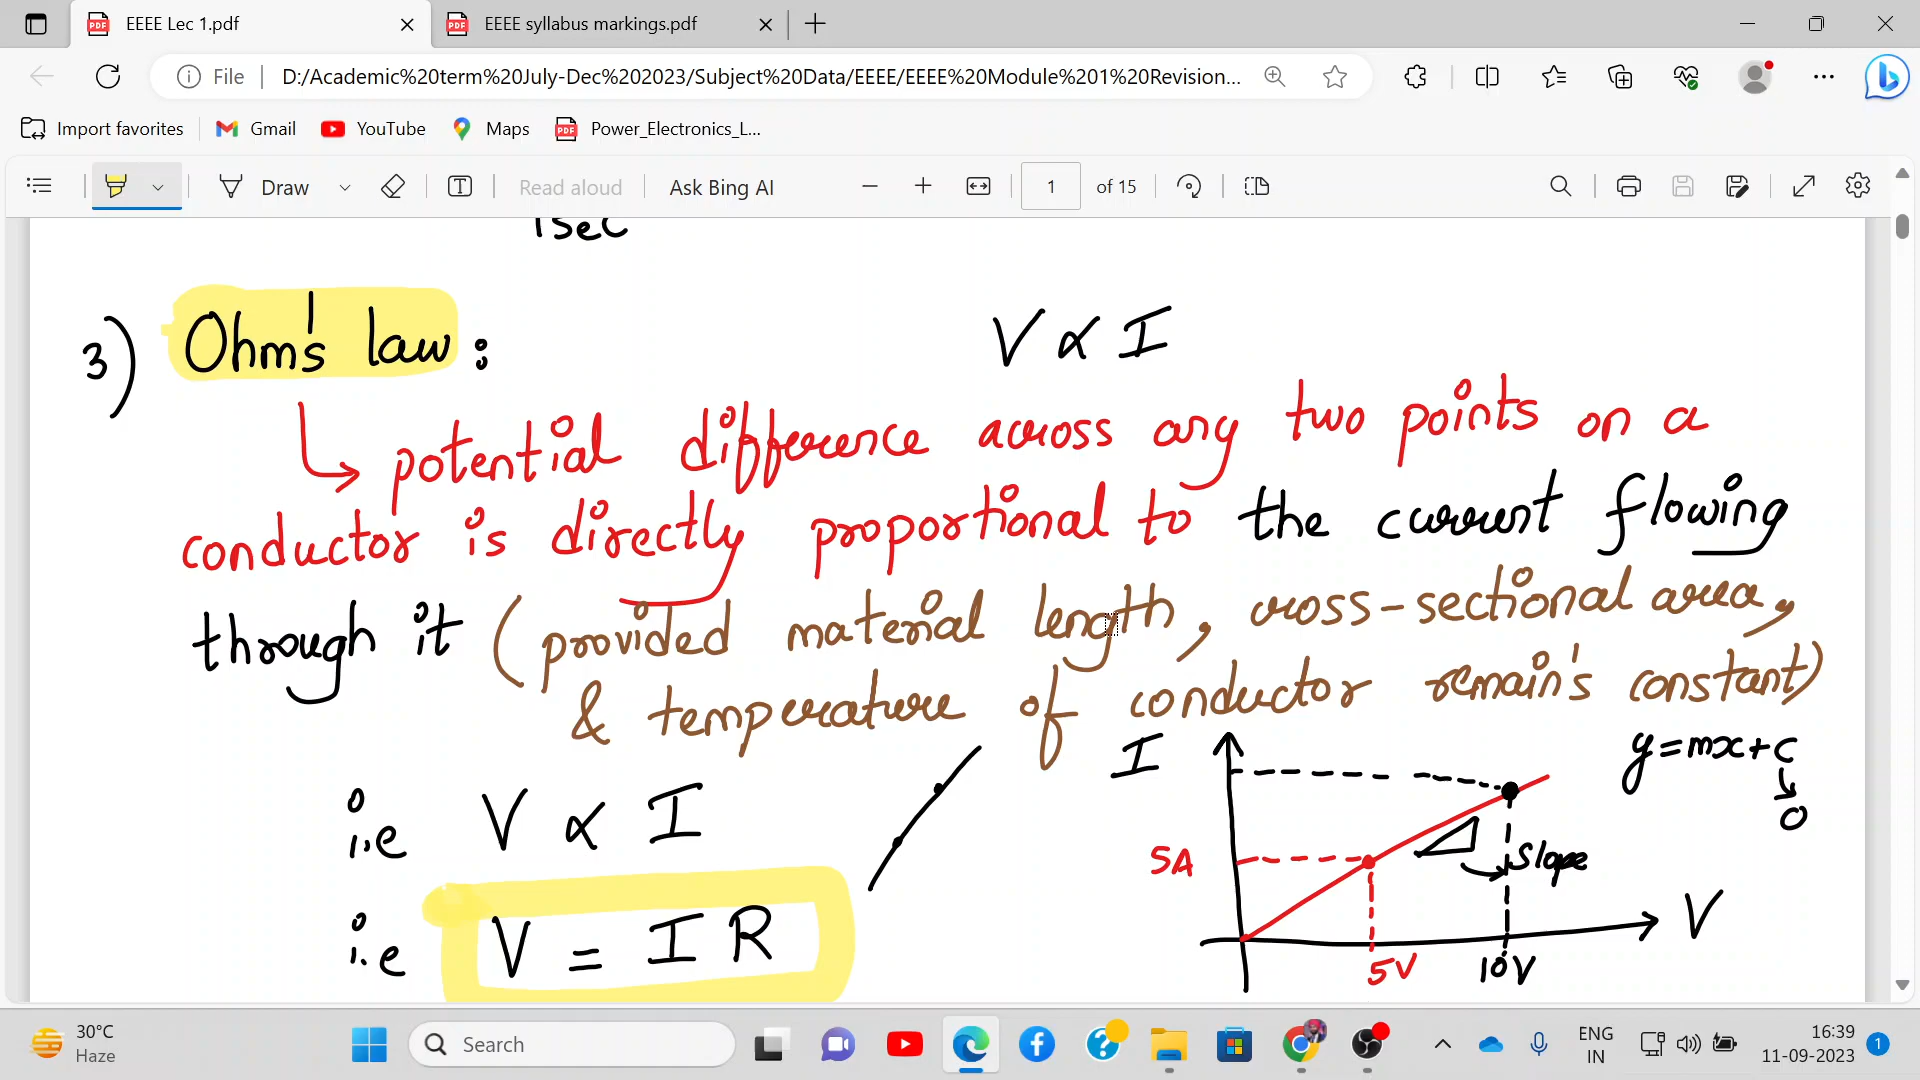 EEEE Lec 1.pdf
EEEE syllabus markings.pdf
File
D:/Academic%20term%20July-Dec%202023/Subject%20Data/EEEE/EEEE%20Module%201%20Revision...
Import favorites
Gmail
YouTube
Maps
Power_Electronics_L...
Draw
Read aloud
Ask Bing AI
1
of 15
1sec
3) Ohm's law :
V ∝ I
potential difference across any two points on a
conductor is directly proportional to the current flowing
through it (provided material length, cross-sectional area,
& temperature of conductor remain's constant)
i.e V ∝ I
i.e V = I R
I
y = mx + c
0
5A
Slope
V
5V
10V
30°C
Haze
Search
ENG
IN
16:39
11-09-2023
1